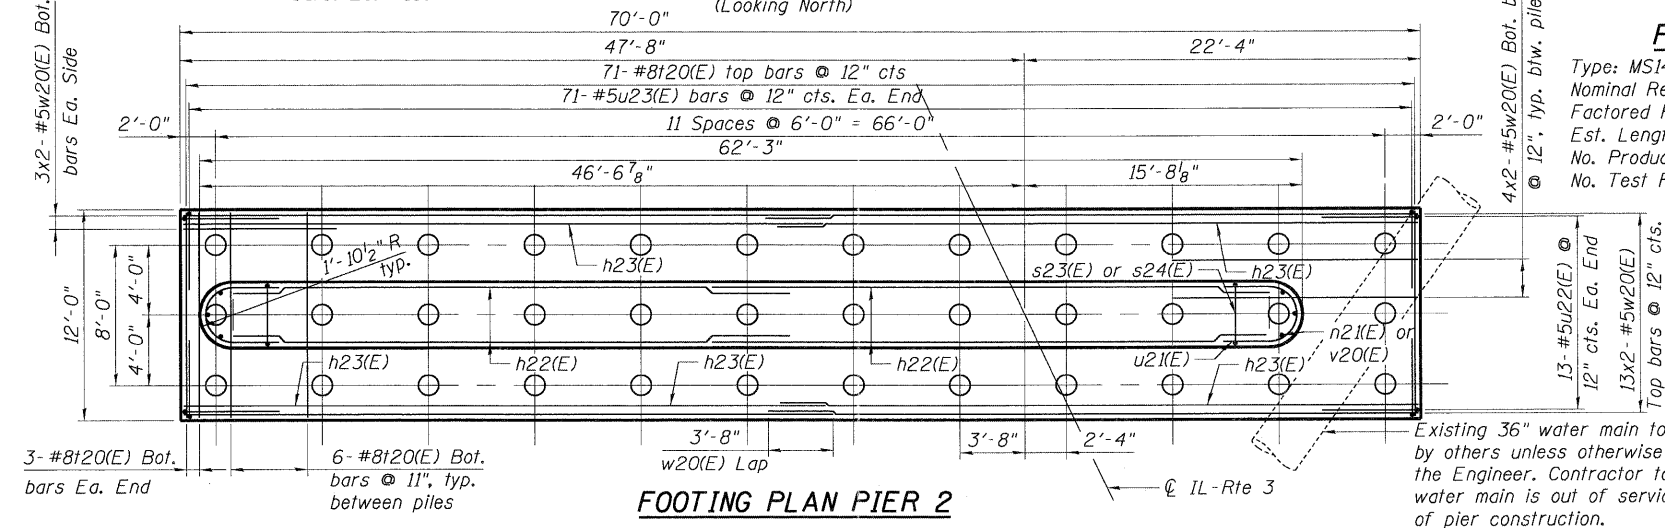 (Looking North)
70'-0"
47'-8"
22'-4"
71- #8t20(E) top bars @ 12" cts
71- #5u23(E) bars @ 12" cts. Ea. End
11 Spaces @ 6'-0" = 66'-0"
2'-0"
2'-0"
62'-3"
46'-6 7/8"
15'-8 1/8"
3x2- #5w20(E) Bot.
bars Ea. Side
4x2- #5w20(E) Bot.
@ 12", typ. btw.
Type:
Nominal
Factored
Est.
No.
No. Test
1'-10 1/2" R
typ.
h23(E)
s23(E) or s24(E)
h23(E)
12'-0"
8'-0"
4'-0"
4'-0"
h23(E)
h22(E)
h23(E)
h22(E)
u21(E)
h23(E)
n21(E) or
v20(E)
13- #5u22(E) @
12" cts. Ea. End
13x2- #5w20(E)
Top bars @ 12" cts.
3- #8t20(E) Bot.
bars Ea. End
6- #8t20(E) Bot.
bars @ 11", typ.
between piles
3'-8"
w20(E) Lap
3'-8"
2'-4"
℄ IL-Rte 3
Existing 36" water main to
by others unless otherwise
the Engineer. Contractor to
water main is out of
of pier construction.
FOOTING PLAN PIER 2